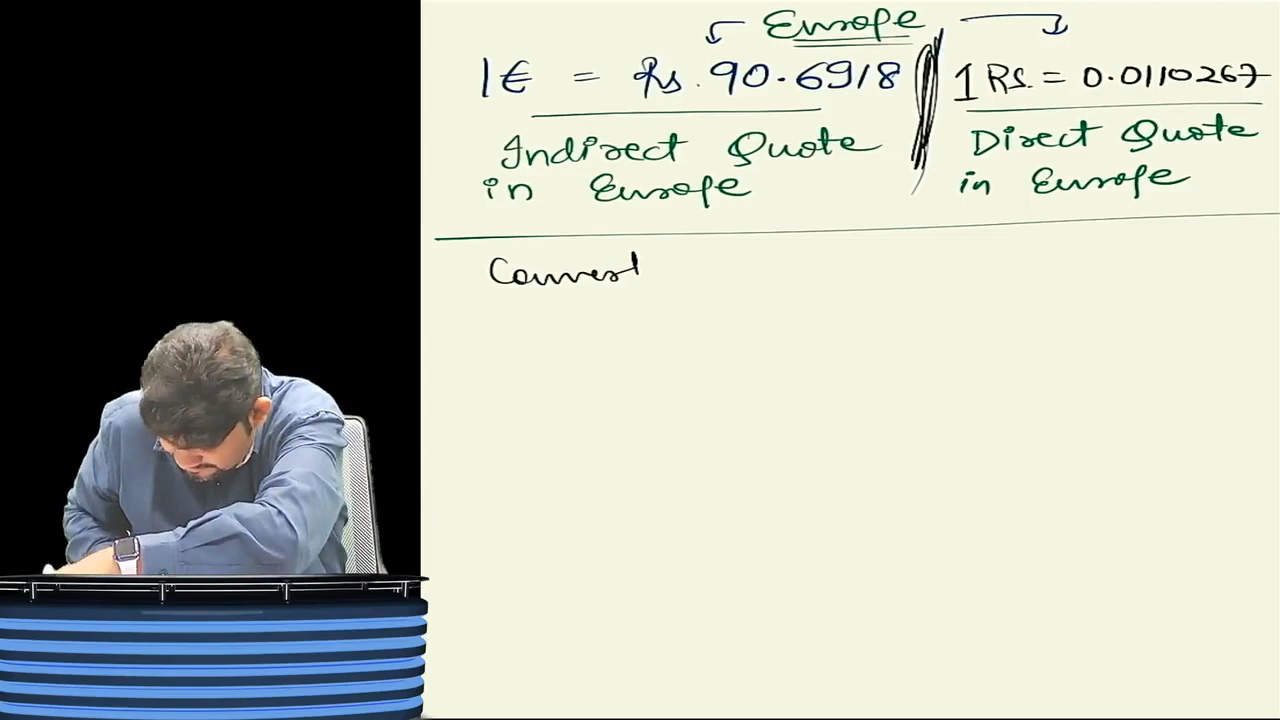 Europe
1€ = Rs. 90.6918
1 Rs. = 0.0110267
Indirect Quote
in Europe
Direct Quote
in Europe
Convert